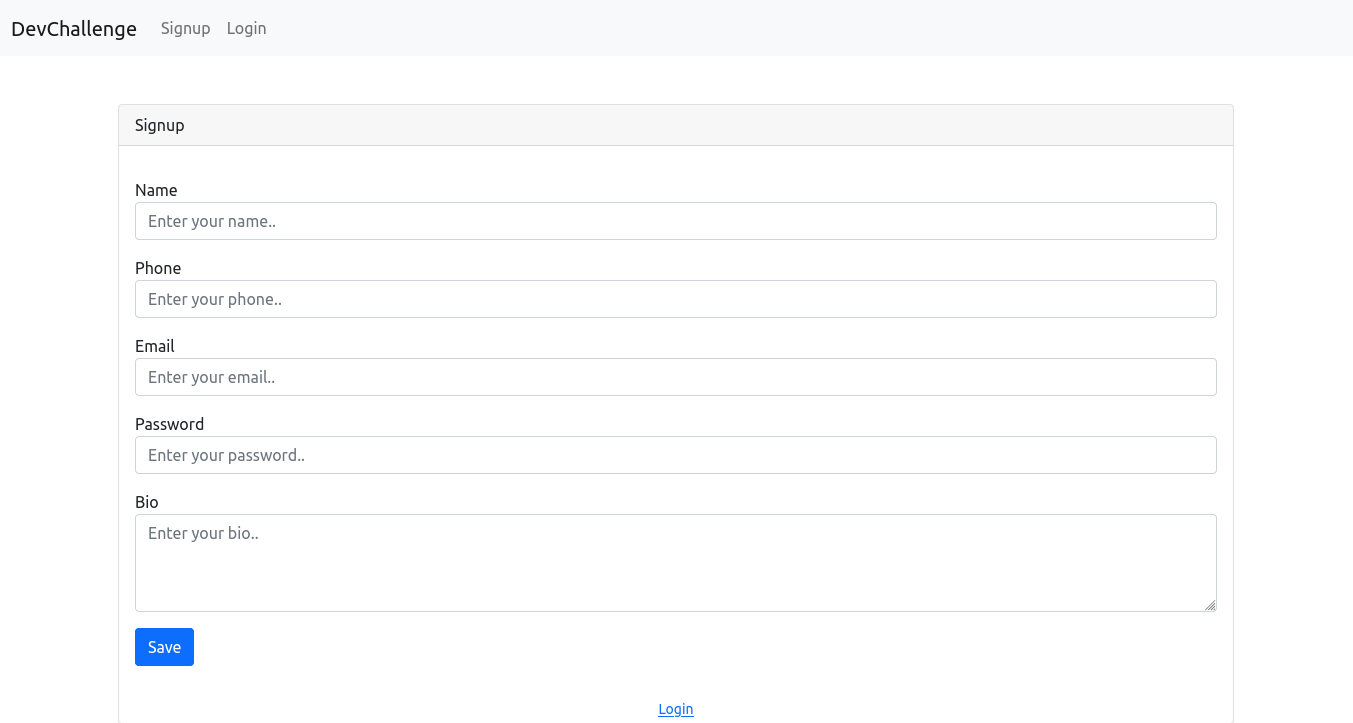 DevChallenge Signup Login
Signup
Name
Enter your name..
Phone
Enter your phone..
Email
Enter your email..
Password
Enter your password..
Bio
Enter your bio..
Save
Login